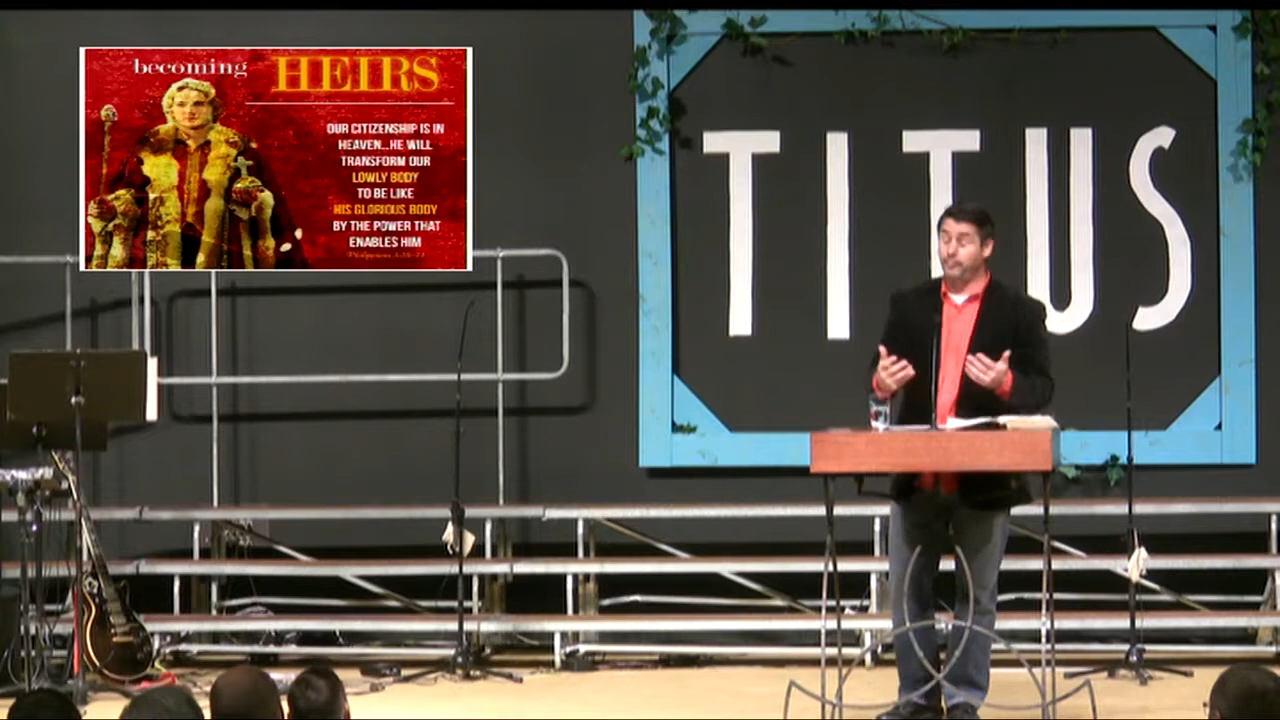 becoming HEIRS
OUR CITIZENSHIP IS IN
HEAVEN...HE WILL
TRANSFORM OUR
LOWLY BODY
TO BE LIKE
HIS GLORIOUS BODY
BY THE POWER THAT
ENABLES HIM
TITUS